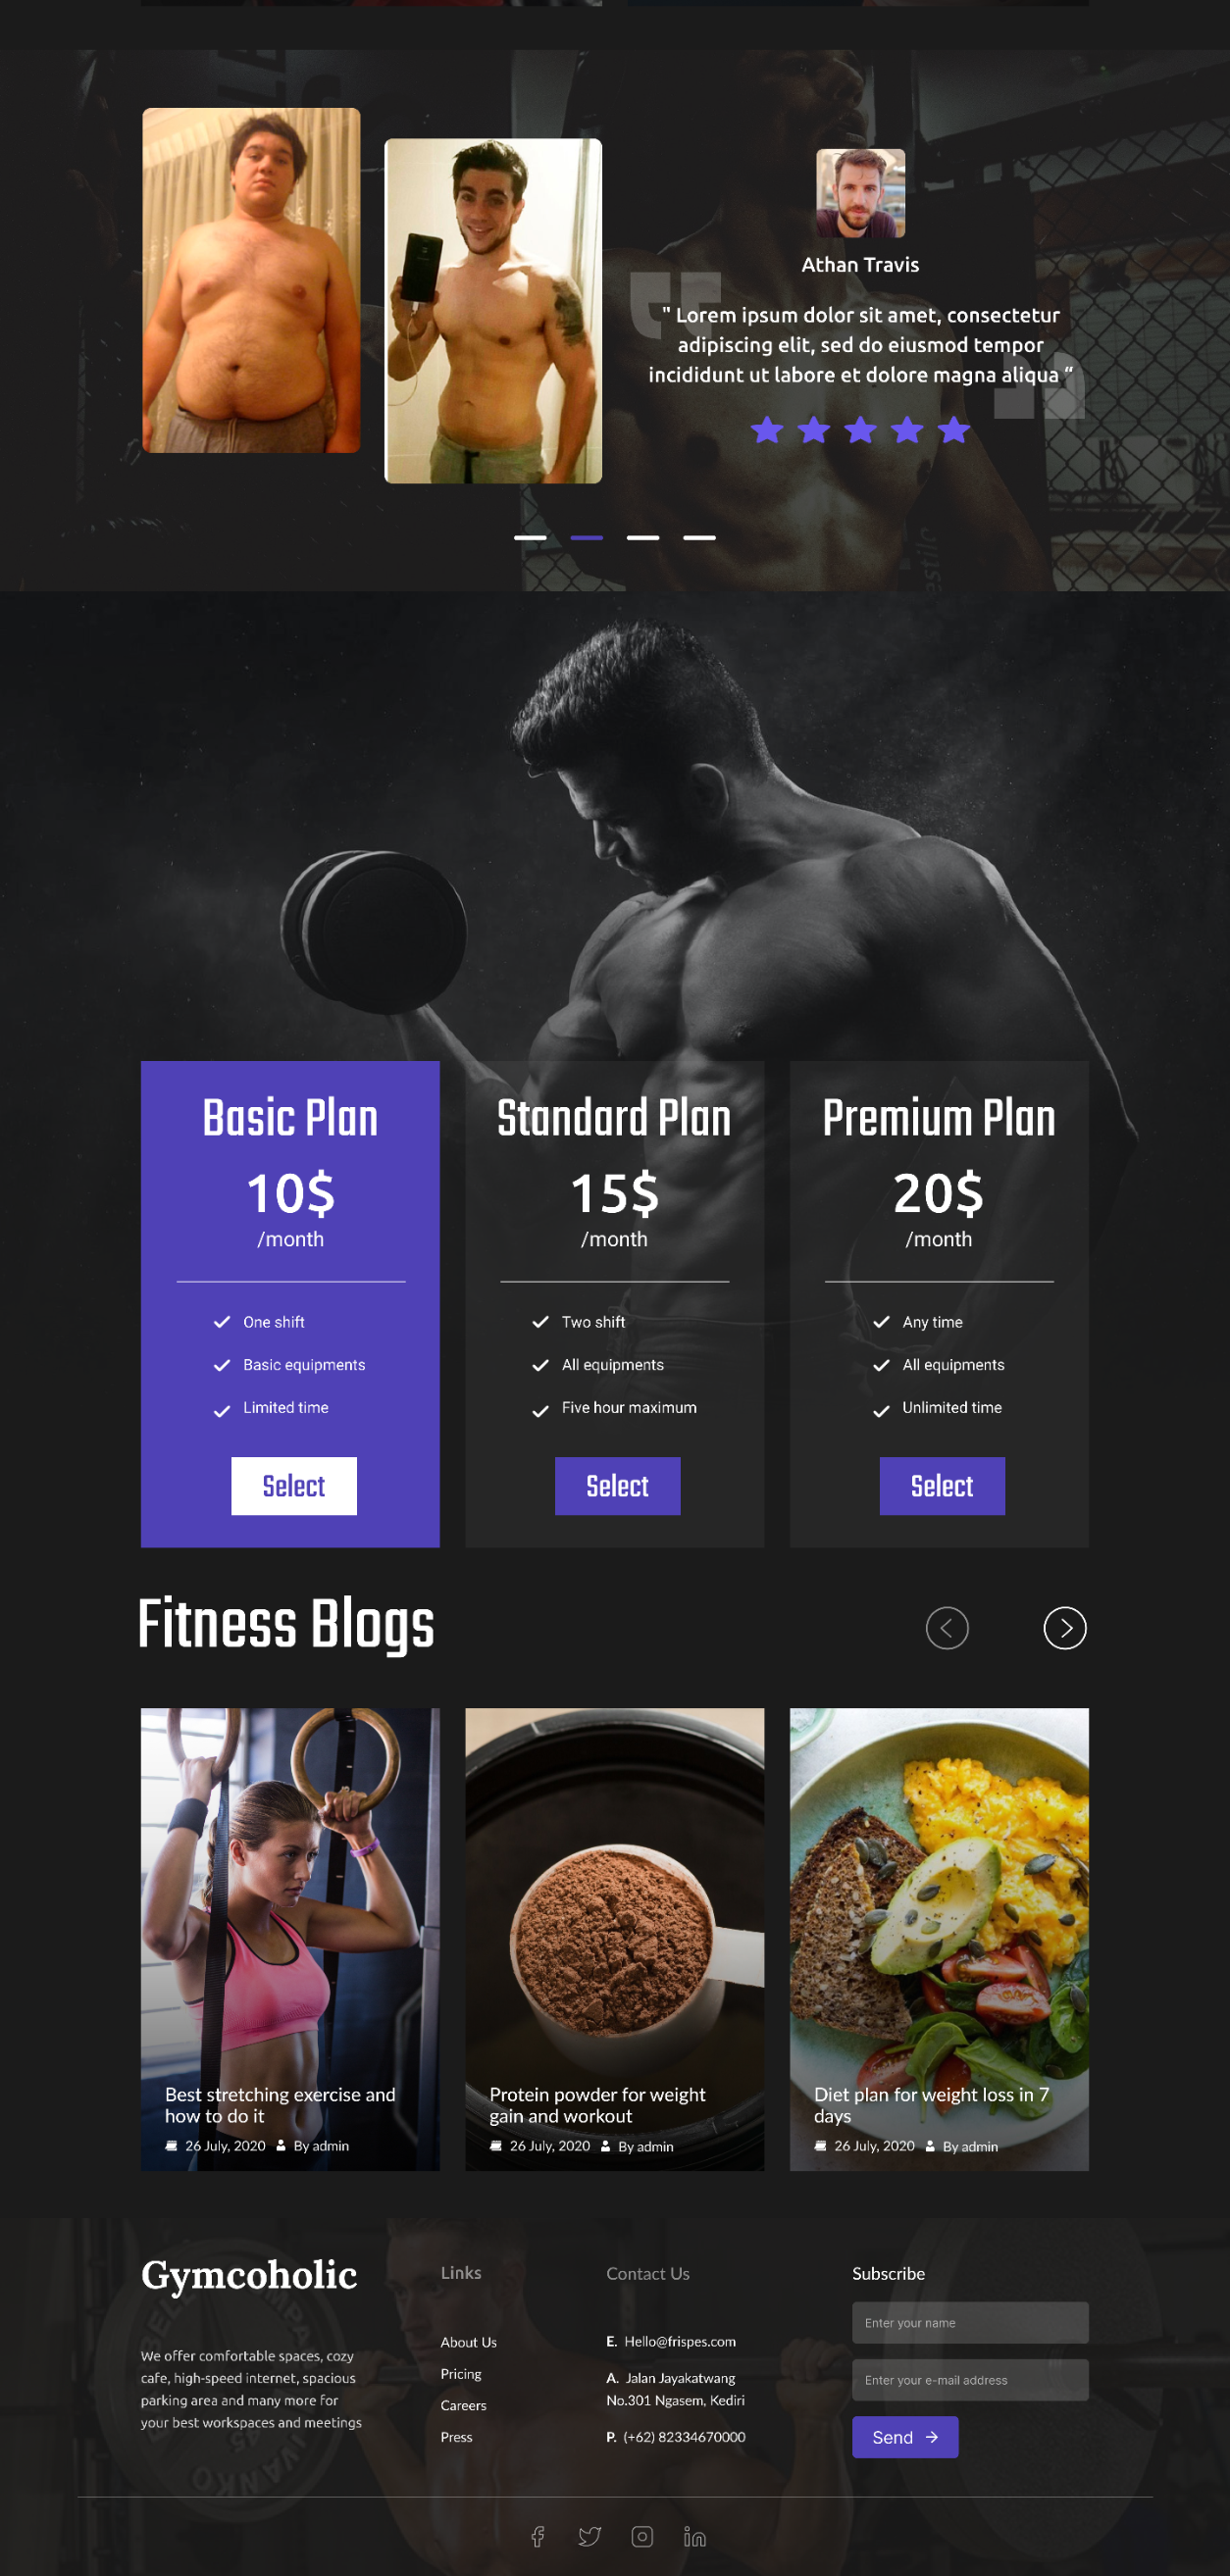 Athan Travis
" Lorem ipsum dolor sit amet, consectetur
adipiscing elit, sed do eiusmod tempor
incididunt ut labore et dolore magna aliqua “
Basic Plan
10$
/month
One shift
Basic equipments
Limited time
Select
Standard Plan
15$
/month
Two shift
All equipments
Five hour maximum
Select
Premium Plan
20$
/month
Any time
All equipments
Unlimited time
Select
Fitness Blogs
Best stretching exercise and
how to do it
26 July, 2020 By admin
Protein powder for weight
gain and workout
26 July, 2020 By admin
Diet plan for weight loss in 7
days
26 July, 2020 By admin
Gymcoholic
We offer comfortable spaces, cozy
cafe, high-speed internet, spacious
parking area and many more for
your best workspaces and meetings
Links
About Us
Pricing
Careers
Press
Contact Us
E. Hello@frispes.com
A. Jalan Jayakatwang
No.301 Ngasem, Kediri
P. (+62) 82334670000
Subscribe
Enter your name
Enter your e-mail address
Send